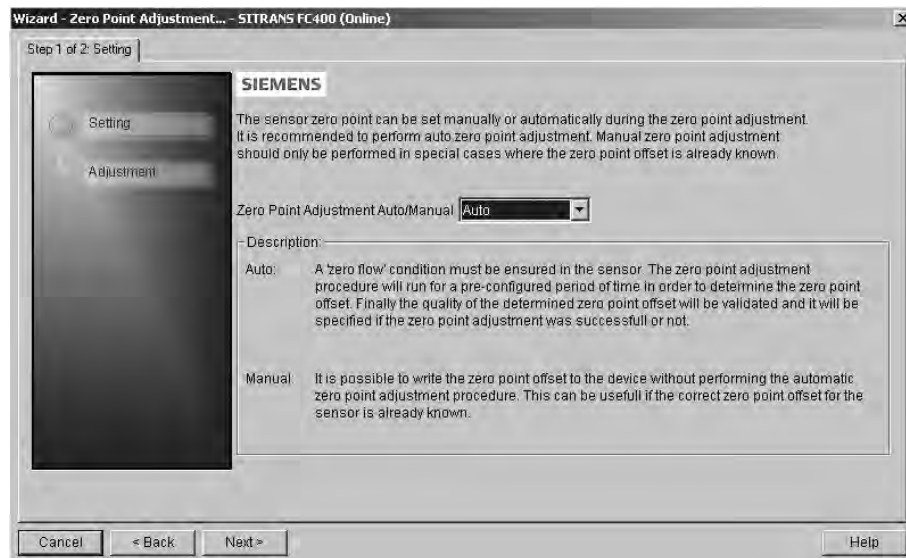 Wizard - Zero Point Adjustment... - SITRANS FC400 (Online)
Step 1 of 2: Setting
Setting
Adjustment
SIEMENS
The sensor zero point can be set manually or automatically during the zero point adjustment.
It is recommended to perform auto zero point adjustment. Manual zero point adjustment
should only be performed in special cases where the zero point offset is already known.
Zero Point Adjustment Auto/Manual Auto
Description:
Auto: A 'zero flow' condition must be ensured in the sensor. The zero point adjustment
procedure will run for a pre-configured period of time in order to determine the zero point
offset. Finally the quality of the determined zero point offset will be validated and it will be
specified if the zero point adjustment was successfull or not.
Manual It is possible to write the zero point offset to the device without performing the automatic
zero point adjustment procedure. This can be usefull if the correct zero point offset for the
sensor is already known.
Cancel < Back Next > Help